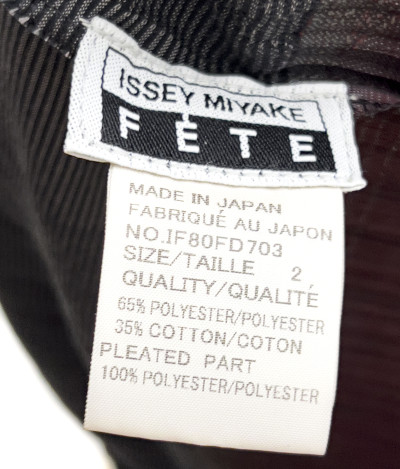 ISSEY MIYAKE
FÊTE
MADE IN JAPAN
FABRIQUÉ AU JAPON
NO.IF80FD703
SIZE/TAILLE 2
QUALITY/QUALITÉ
65% POLYESTER/POLYESTER
35% COTTON/COTON
PLEATED PART
100% POLYESTER/POLYESTER